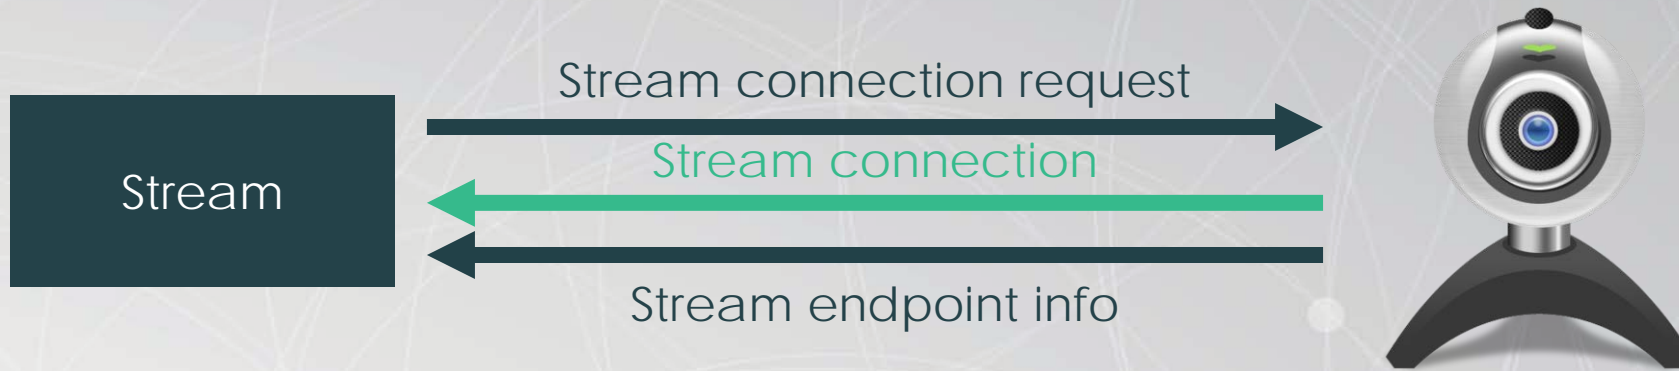 Stream connection request
Stream connection
Stream
Stream endpoint info